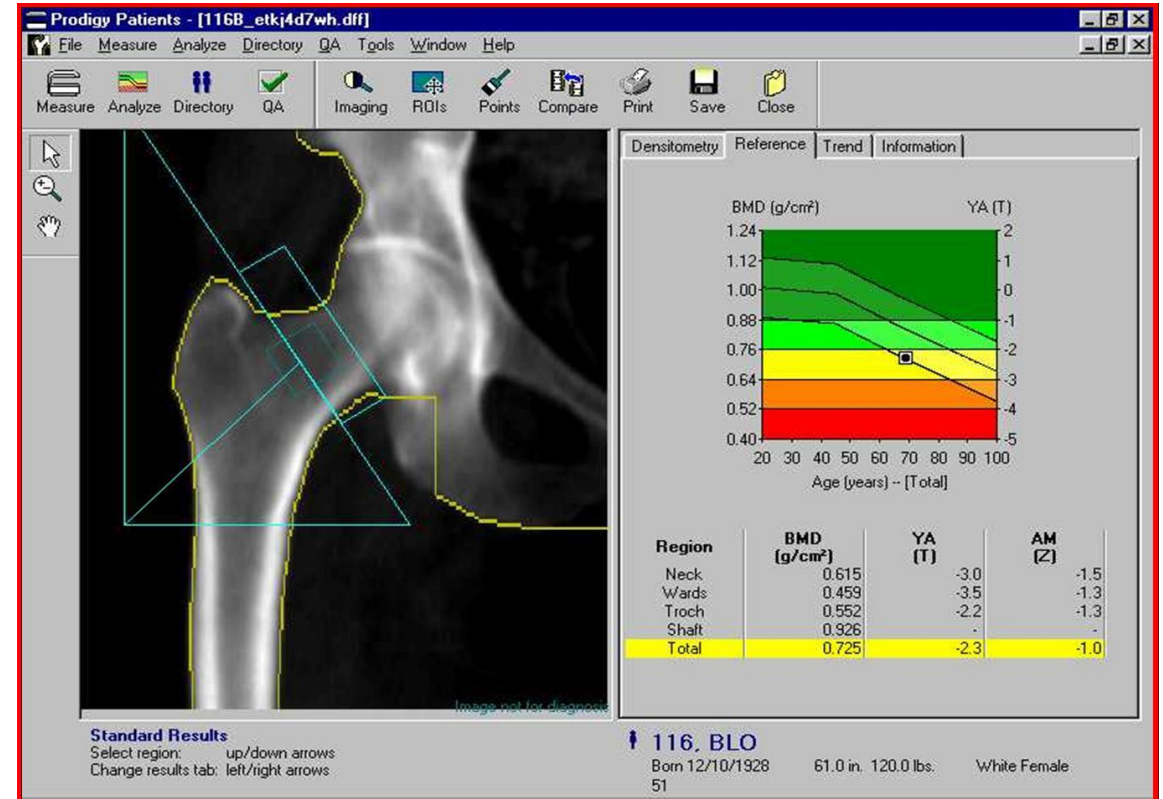 Prodigy Patients - [116B_etkj4d7wh.dff]
File Measure Analyze Directory QA Tools Window Help
Measure Analyze Directory QA Imaging ROIs Points Compare Print Save Close
Densitometry Reference Trend Information
BMD (g/cm²) YA (T)
1.24 2
1.12 1
1.00 0
0.88 -1
0.76 -2
0.64 -3
0.52 -4
0.40 -5
20 30 40 50 60 70 80 90 100
Age (years) -- [Total]
Region BMD (g/cm²) YA (T) AM (Z)
Neck 0.615 -3.0 -1.5
Wards 0.459 -3.5 -1.3
Troch 0.552 -2.2 -1.3
Shaft 0.926 - -
Total 0.725 -2.3 -1.0
Image not for diagnosis
Standard Results
Select region: up/down arrows
Change results tab: left/right arrows
116, BLO
Born 12/10/1928 61.0 in. 120.0 lbs. White Female
51